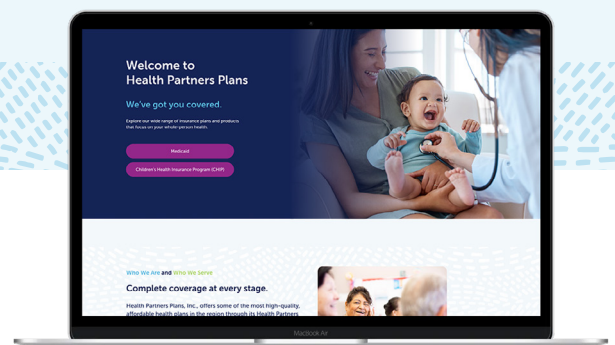 Welcome to
Health Partners Plans
We've got you covered.
Explore our wide range of insurance plans and products
that focus on your whole-person health.
Medicaid
Children's Health Insurance Program (CHIP)
Who We Are and Who We Serve
Complete coverage at every stage.
Health Partners Plans, Inc., offers some of the most high-quality,
affordable health plans in the region through its Health Partners
MacBook Air